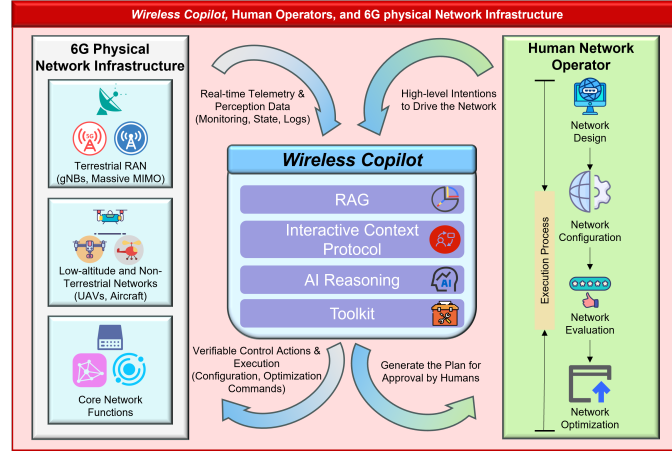 Wireless Copilot, Human Operators, and 6G physical Network Infrastructure
6G Physical
Network Infrastructure
5G
Terrestrial RAN
(gNBs, Massive MIMO)
Low-altitude and Non-
Terrestrial Networks
(UAVs, Aircraft)
Core Network
Functions
Real-time Telemetry &
Perception Data
(Monitoring, State, Logs)
High-level Intentions
to Drive the Network
Wireless Copilot
RAG
Interactive Context
Protocol
AI Reasoning
AI
Toolkit
Verifiable Control Actions &
Execution
(Configuration, Optimization
Commands)
Generate the Plan for
Approval by Humans
Human Network
Operator
Network
Design
Network
Configuration
Execution Process
Network
Evaluation
Network
Optimization